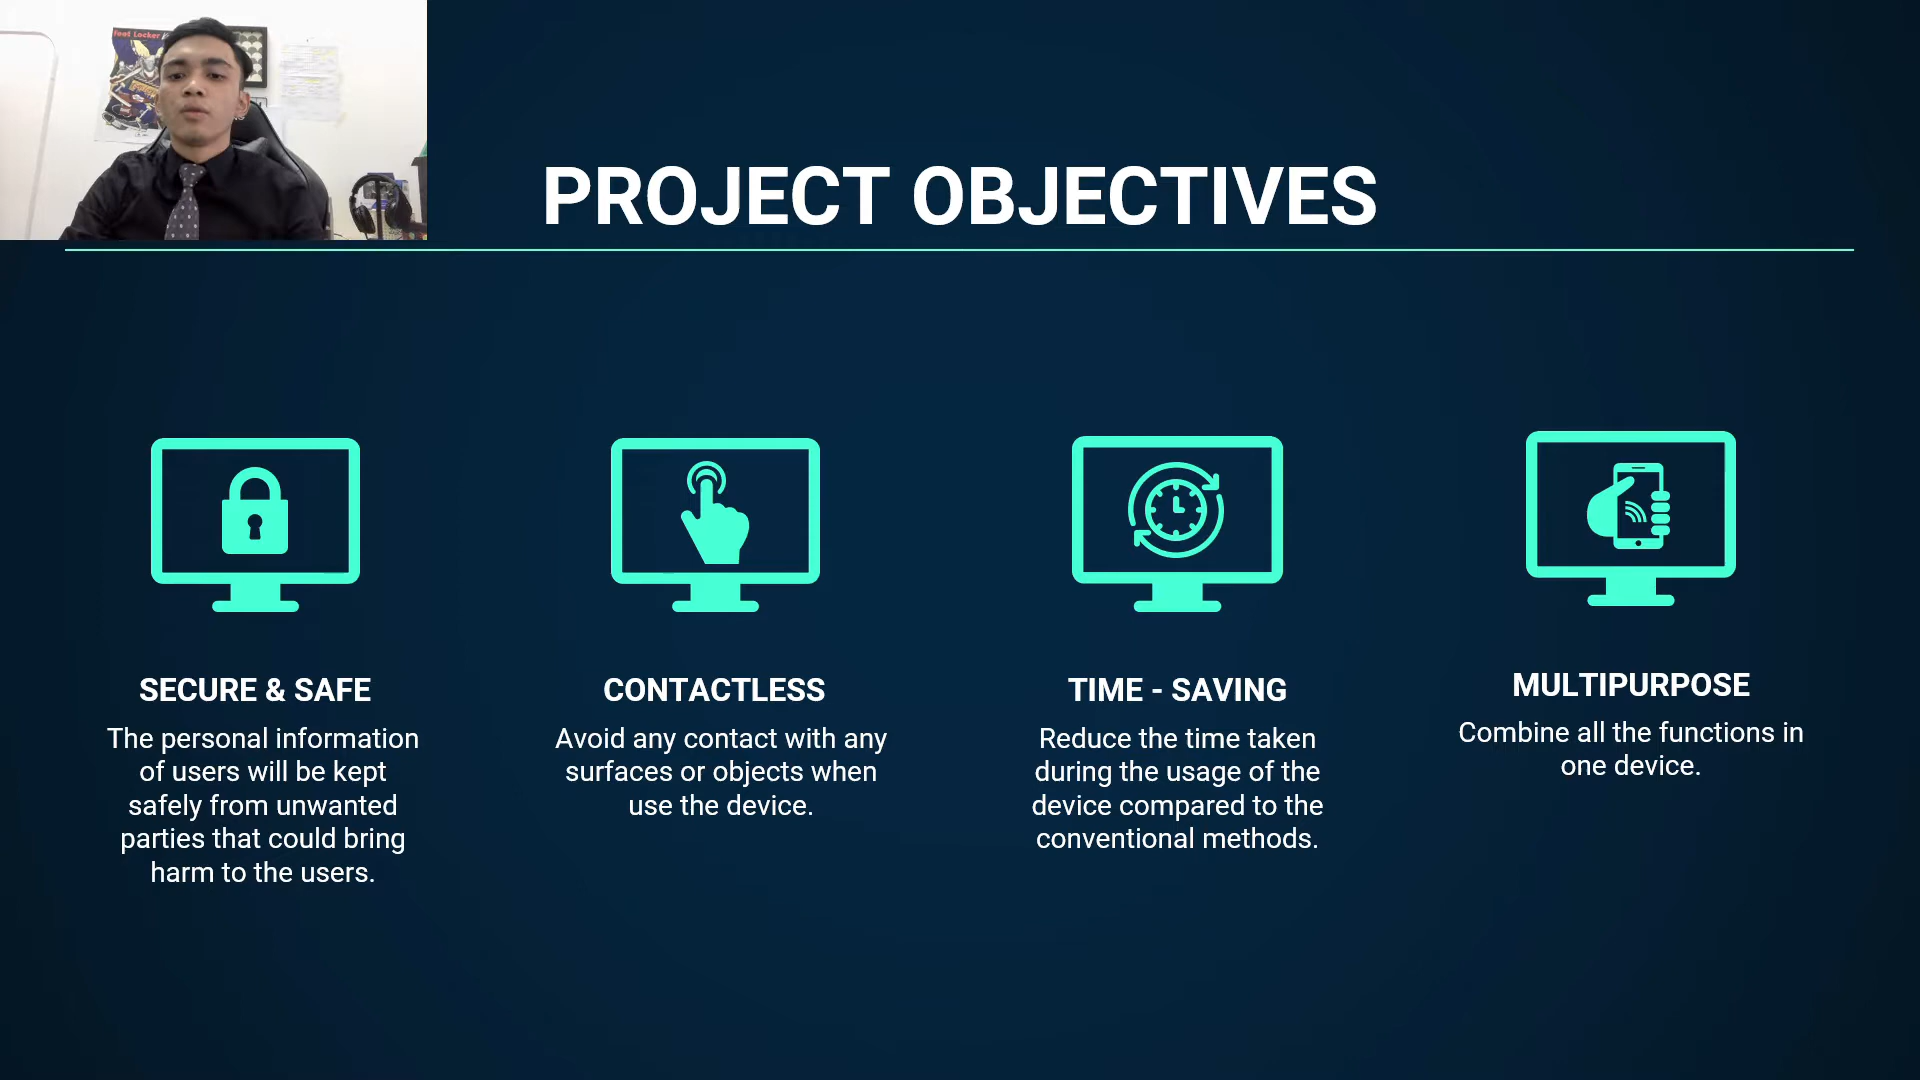 Foot Locker
PROJECT OBJECTIVES
SECURE & SAFE
The personal information
of users will be kept
safely from unwanted
parties that could bring
harm to the users.
CONTACTLESS
Avoid any contact with any
surfaces or objects when
use the device.
TIME - SAVING
Reduce the time taken
during the usage of the
device compared to the
conventional methods.
MULTIPURPOSE
Combine all the functions in
one device.